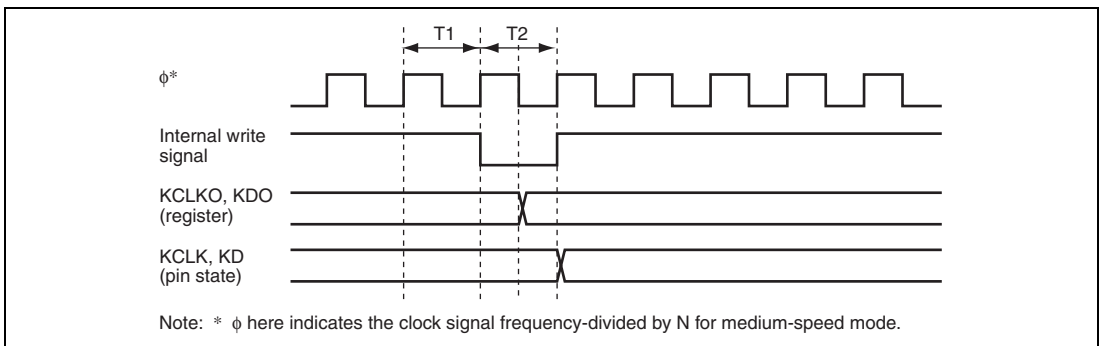 T1 T2
ϕ*
Internal write
signal
KCLKO, KDO
(register)
KCLK, KD
(pin state)
Note: * ϕ here indicates the clock signal frequency-divided by N for medium-speed mode.